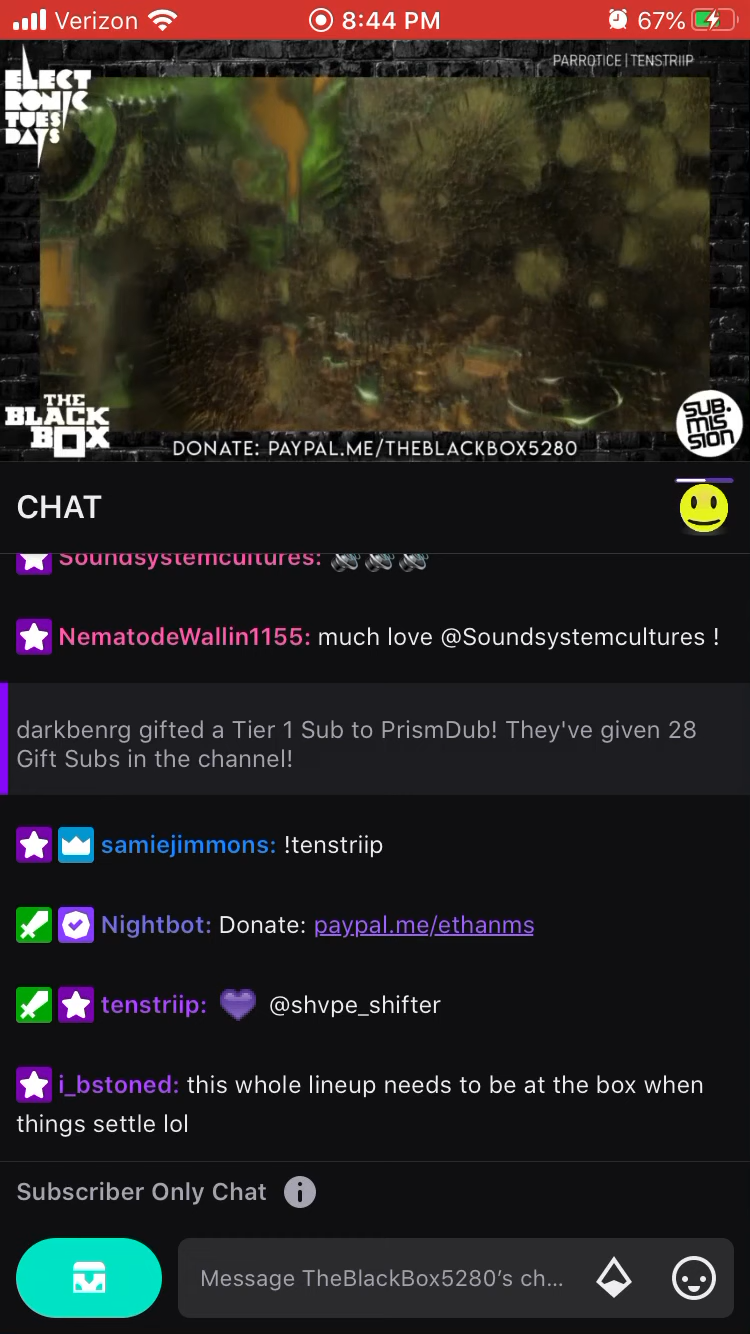 Verizon 8:44 PM 67%
PARROTICE | TENSTRIIP
ELECT
RONIC
TUES
DAYS
THE
BLACK
BOX
SUB.
MIS
SION
DONATE: PAYPAL.ME/THEBLACKBOX5280
CHAT
Soundsystemcultures:
NematodeWallin1155: much love @Soundsystemcultures !
darkbenrg gifted a Tier 1 Sub to PrismDub! They've given 28
Gift Subs in the channel!
samiejimmons: !tenstriip
Nightbot: Donate: paypal.me/ethanms
tenstriip: 💜 @shvpe_shifter
i_bstoned: this whole lineup needs to be at the box when
things settle lol
Subscriber Only Chat
Message TheBlackBox5280's ch...